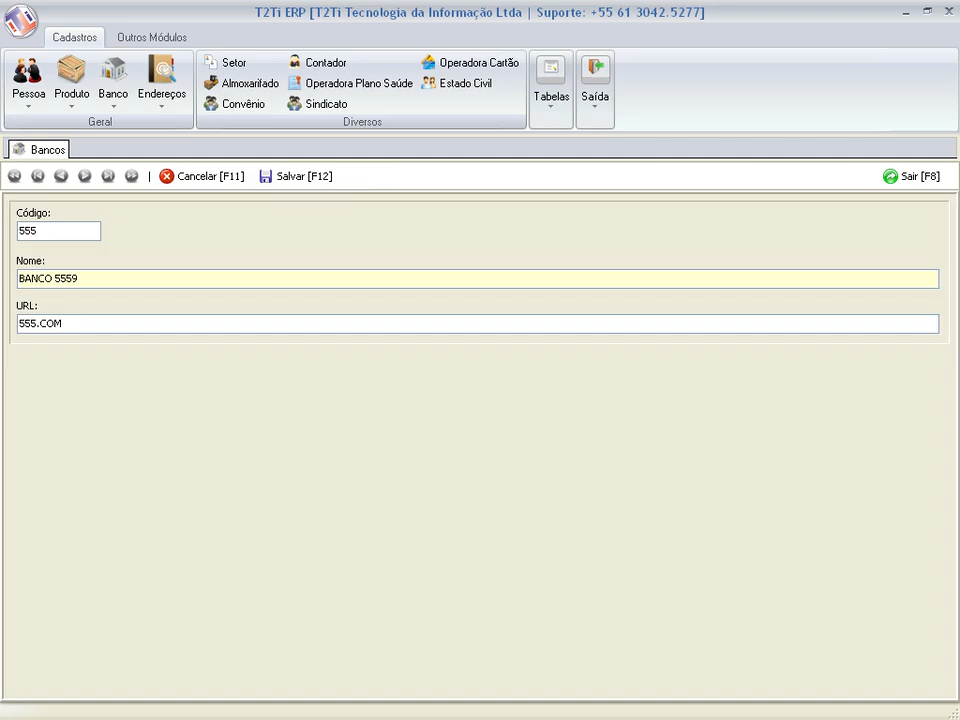 T2Ti ERP [T2Ti Tecnologia da Informação Ltda | Suporte: +55 61 3042.5277]
Cadastros Outros Módulos
Setor Contador Operadora Cartão
Almoxarifado Operadora Plano Saúde Estado Civil
Pessoa Produto Banco Endereços Tabelas Saída
Convênio Sindicato
Geral Diversos
Bancos
| Cancelar [F11] Salvar [F12] Sair [F8]
Código:
555
Nome:
BANCO 5559
URL:
555.COM